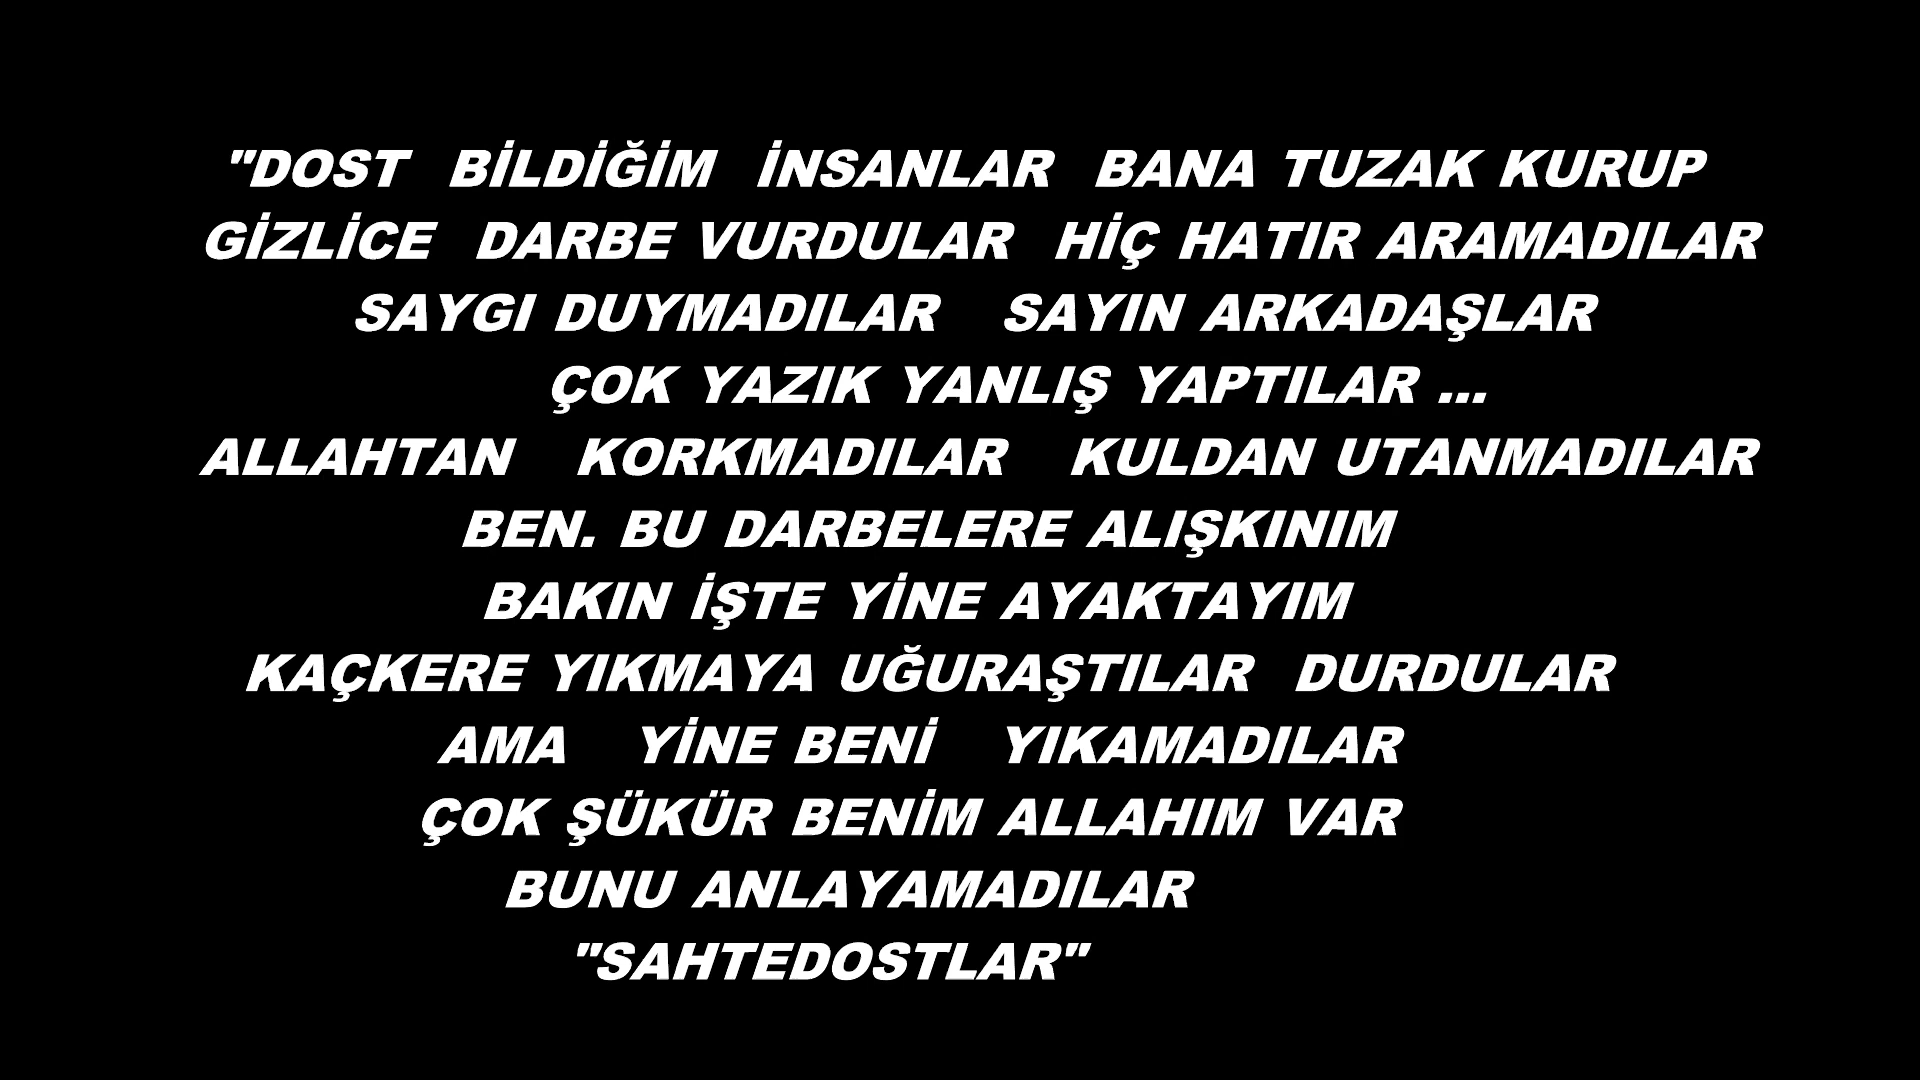 "DOST BİLDİĞİM İNSANLAR BANA TUZAK KURUP
GİZLİCE DARBE VURDULAR HİÇ HATIR ARAMADILAR
SAYGI DUYMADILAR SAYIN ARKADAŞLAR
ÇOK YAZIK YANLIŞ YAPTILAR ...
ALLAHTAN KORKMADILAR KULDAN UTANMADILAR
BEN. BU DARBELERE ALIŞKINIM
BAKIN İŞTE YİNE AYAKTAYIM
KAÇKERE YIKMAYA UĞURAŞTILAR DURDULAR
AMA YİNE BENİ YIKAMADILAR
ÇOK ŞÜKÜR BENİM ALLAHIM VAR
BUNU ANLAYAMADILAR
"SAHTEDOSTLAR"